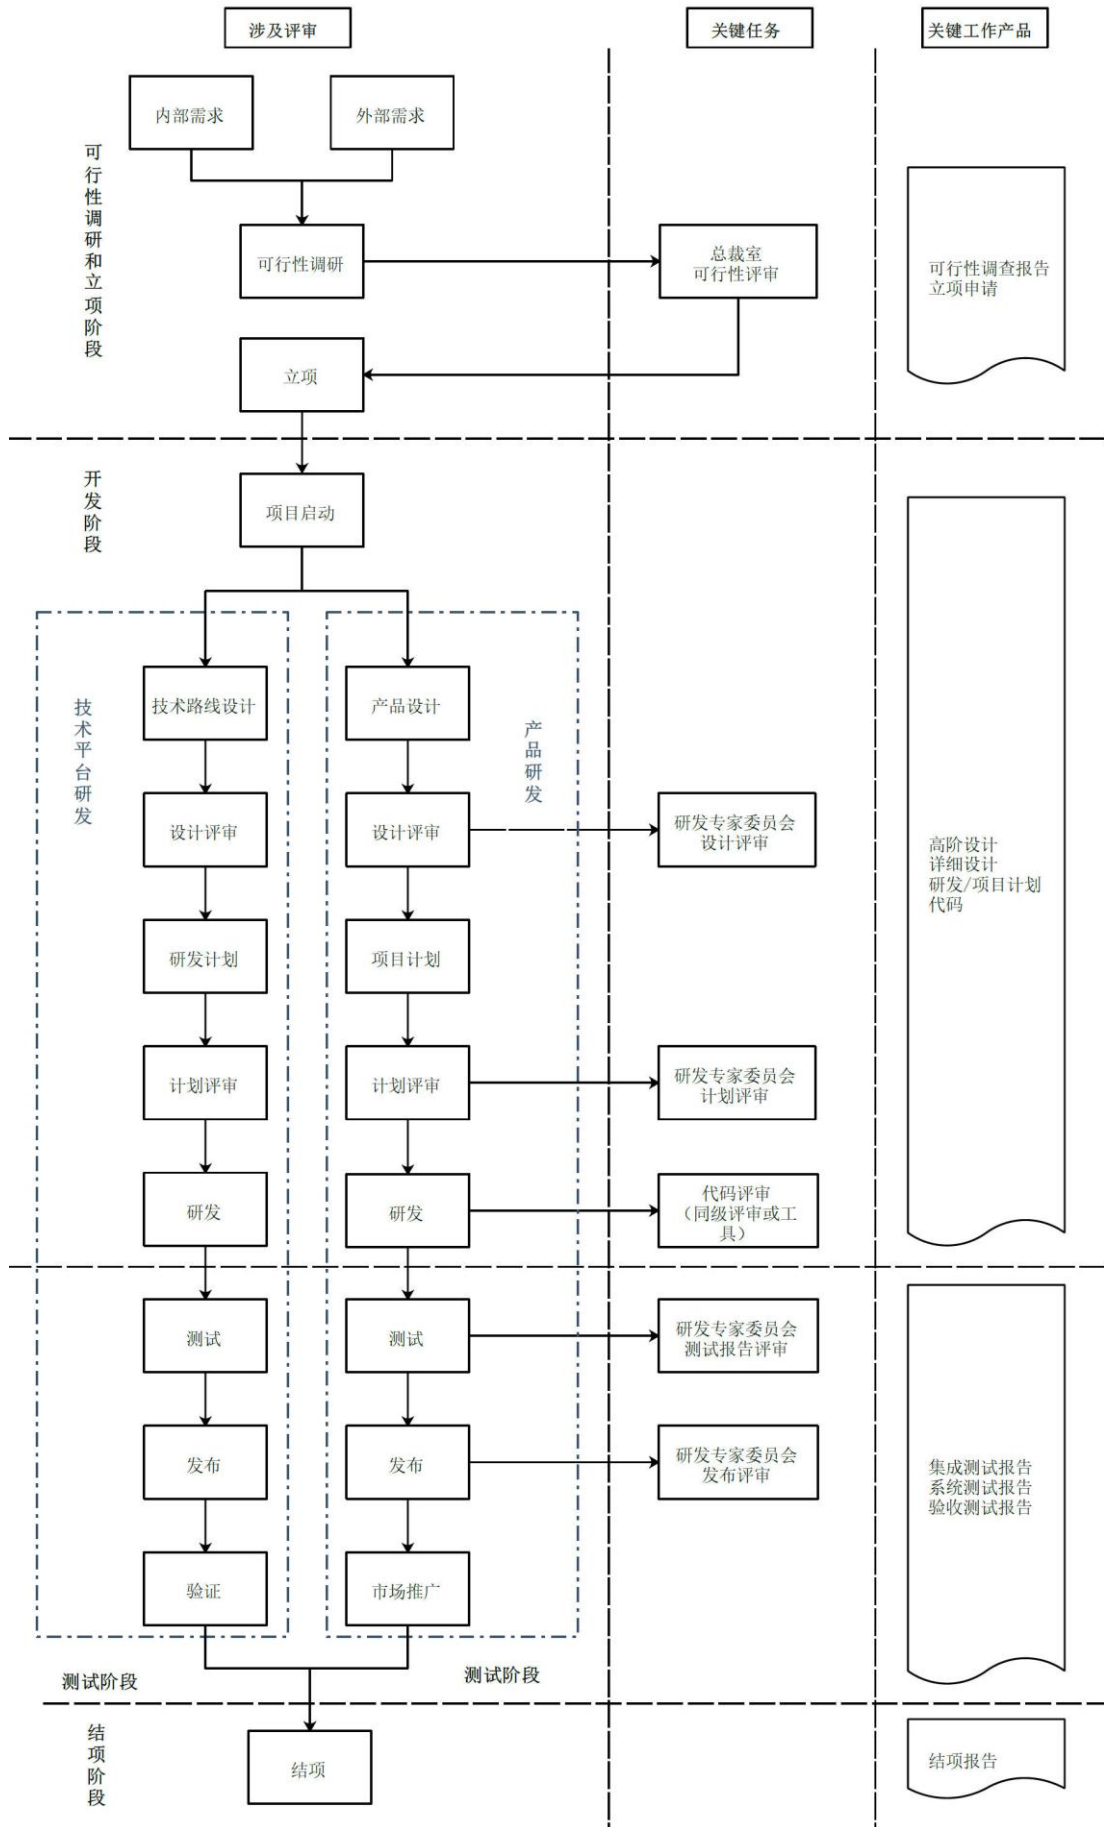 涉及评审
关键任务
关键工作产品
内部需求
外部需求
可行性调研和立项阶段
可行性调研
总裁室
可行性评审
可行性调查报告
立项申请
立项
开发阶段
项目启动
技术平台研发
技术路线设计
产品设计
产品研发
设计评审
设计评审
研发专家委员会
设计评审
高阶设计
详细设计
研发/项目计划
代码
研发计划
项目计划
计划评审
计划评审
研发专家委员会
计划评审
研发
研发
代码评审
（同级评审或工
具）
测试
测试
研发专家委员会
测试报告评审
发布
发布
研发专家委员会
发布评审
集成测试报告
系统测试报告
验收测试报告
验证
市场推广
测试阶段
测试阶段
结项阶段
结项
结项报告